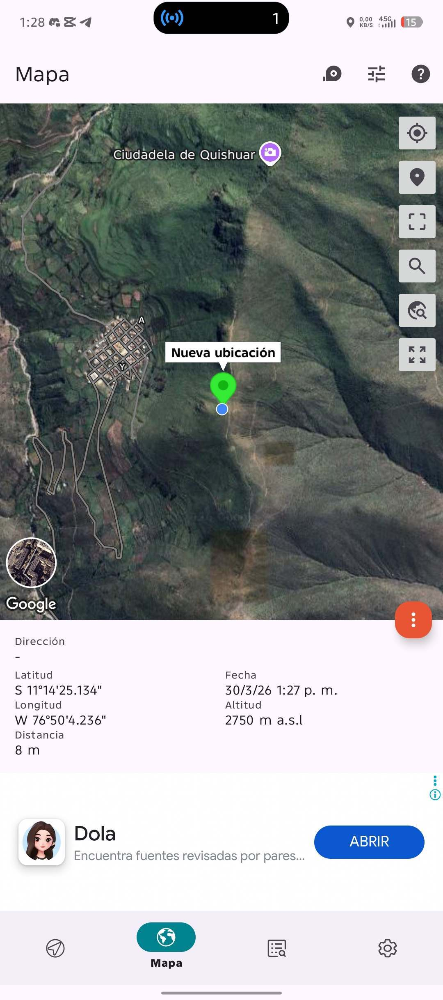 1:28
1
0,00
KB/S
4.5G
15
Mapa
Ciudadela de Quishuar
A
Nueva ubicación
Y
Google
Dirección
-
Latitud
S 11°14'25.134"
Fecha
30/3/26 1:27 p. m.
Longitud
W 76°50'4.236"
Altitud
2750 m a.s.l
Distancia
8 m
Dola
Encuentra fuentes revisadas por pares...
ABRIR
Mapa